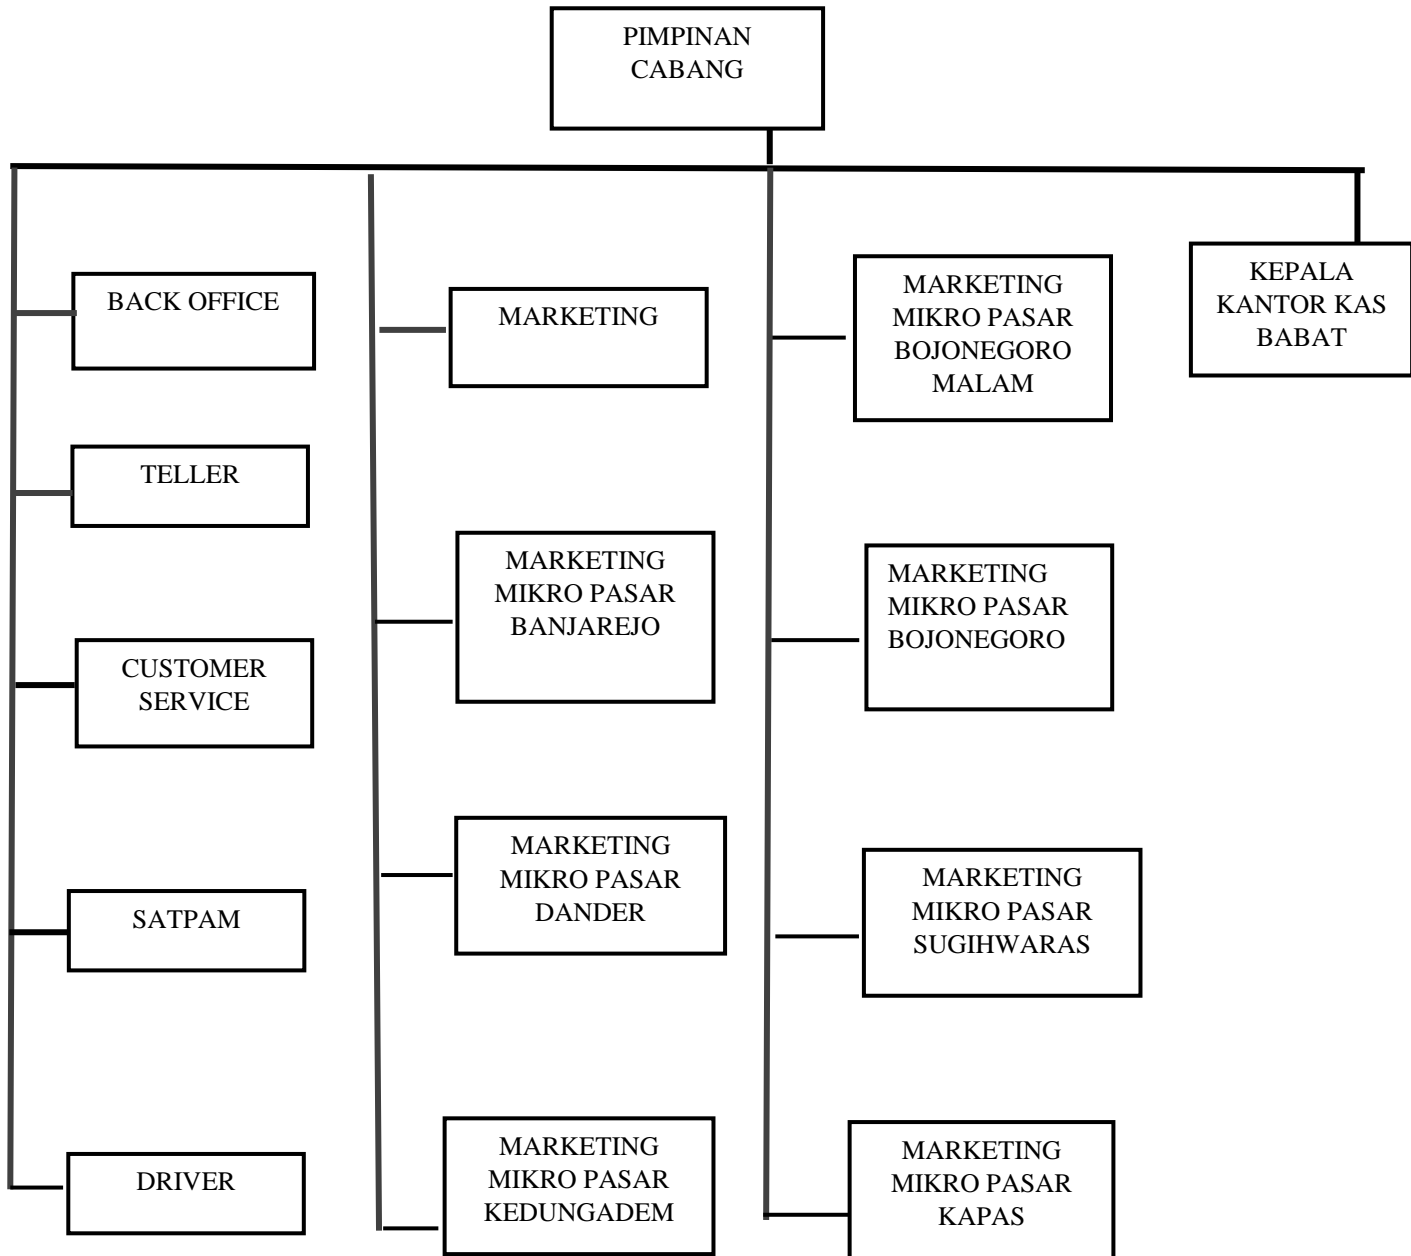 PIMPINAN
CABANG
BACK OFFICE
TELLER
CUSTOMER
SERVICE
SATPAM
DRIVER
MARKETING
MARKETING
MIKRO PASAR
BANJAREJO
MARKETING
MIKRO PASAR
DANDER
MARKETING
MIKRO PASAR
KEDUNGADEM
MARKETING
MIKRO PASAR
BOJONEGORO
MALAM
MARKETING
MIKRO PASAR
BOJONEGORO
MARKETING
MIKRO PASAR
SUGIHWARAS
MARKETING
MIKRO PASAR
KAPAS
KEPALA
KANTOR KAS
BABAT